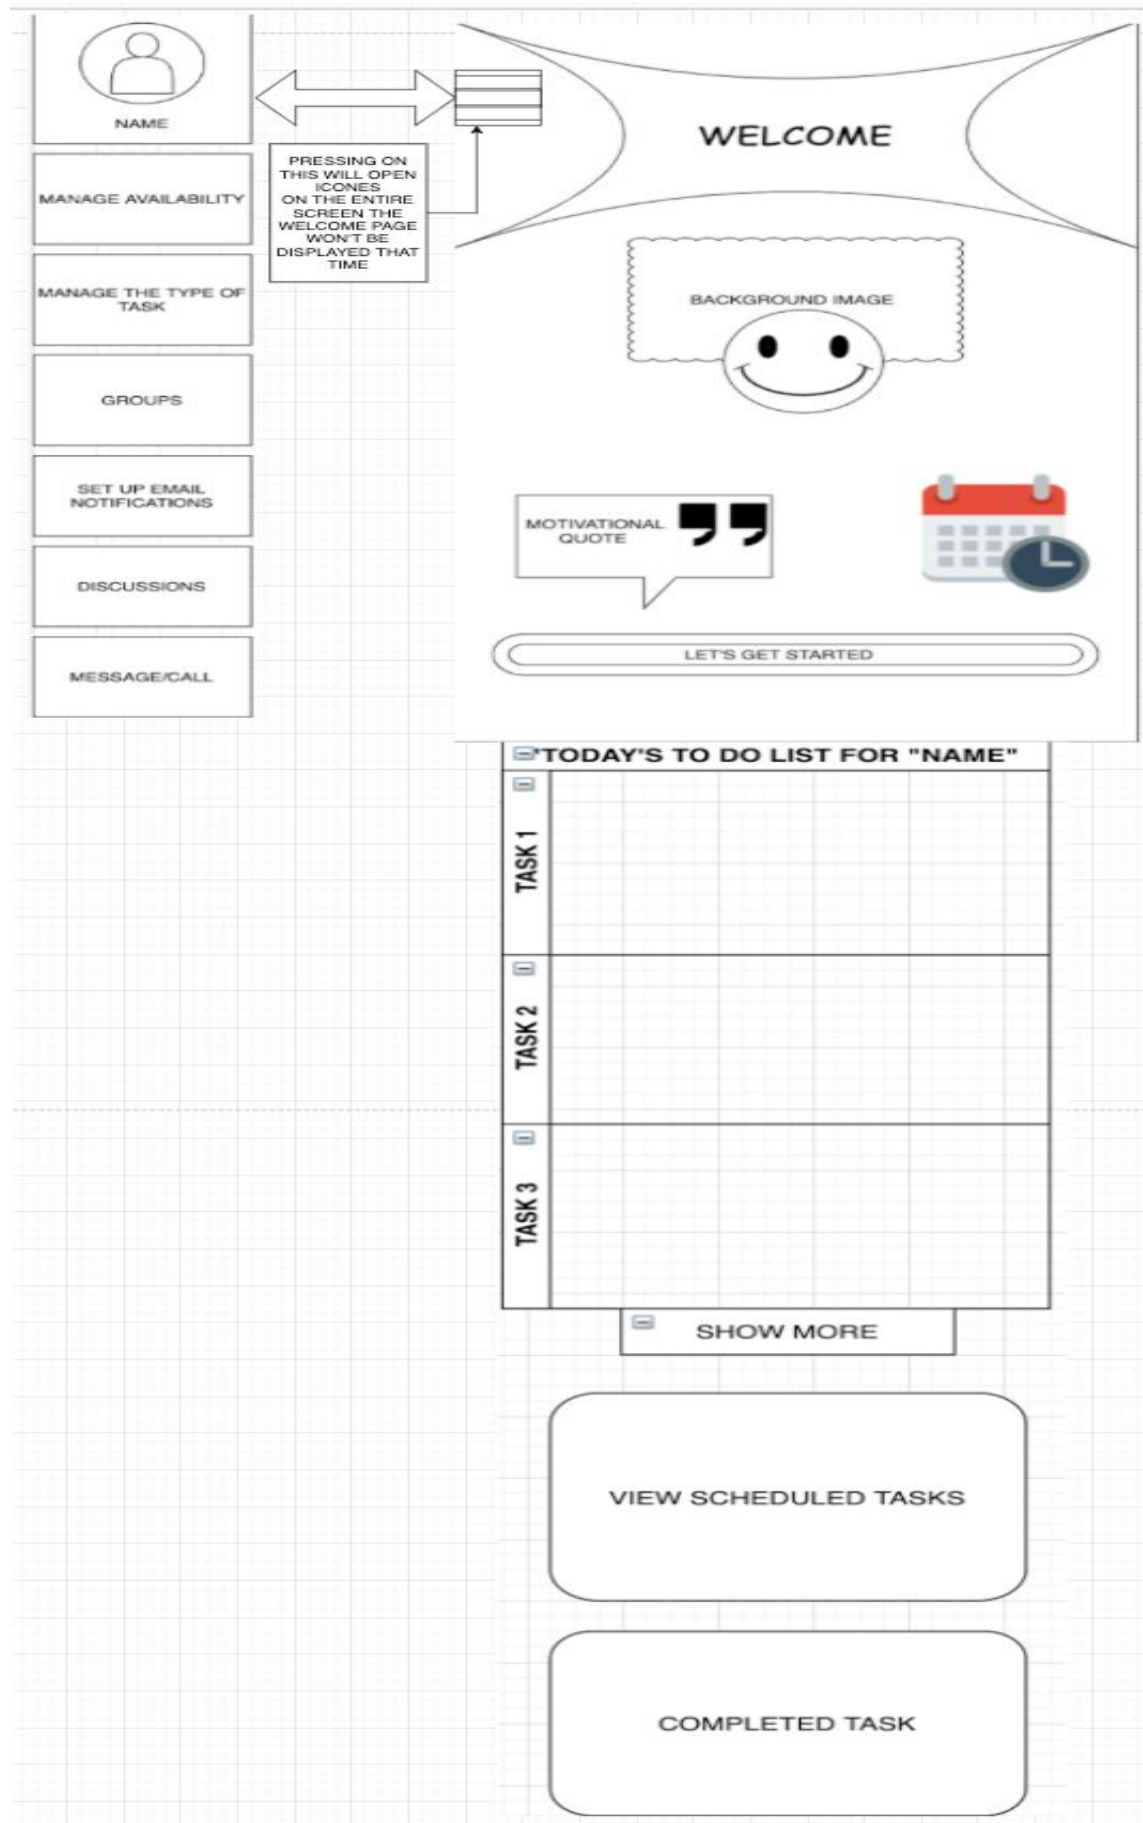 NAME
MANAGE AVAILABILITY
MANAGE THE TYPE OF
TASK
GROUPS
SET UP EMAIL
NOTIFICATIONS
DISCUSSIONS
MESSAGE/CALL
PRESSING ON
THIS WILL OPEN
ICONES
ON THE ENTIRE
SCREEN THE
WELCOME PAGE
WON'T BE
DISPLAYED THAT
TIME
WELCOME
BACKGROUND IMAGE
MOTIVATIONAL
QUOTE
LET'S GET STARTED
"TODAY'S TO DO LIST FOR "NAME"
TASK 1
TASK 2
TASK 3
SHOW MORE
VIEW SCHEDULED TASKS
COMPLETED TASK